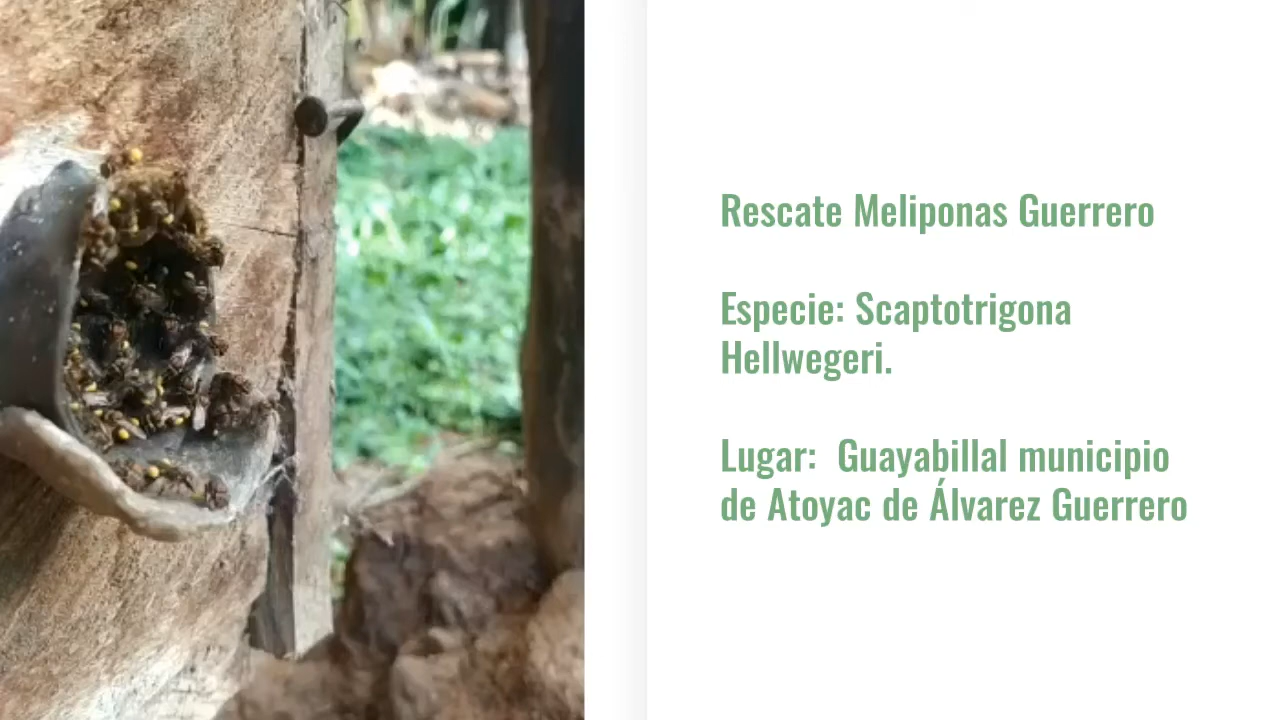 Rescate Meliponas Guerrero
Especie: Scaptotrigona
Hellwegeri.
Lugar:  Guayabillal municipio
de Atoyac de Álvarez Guerrero